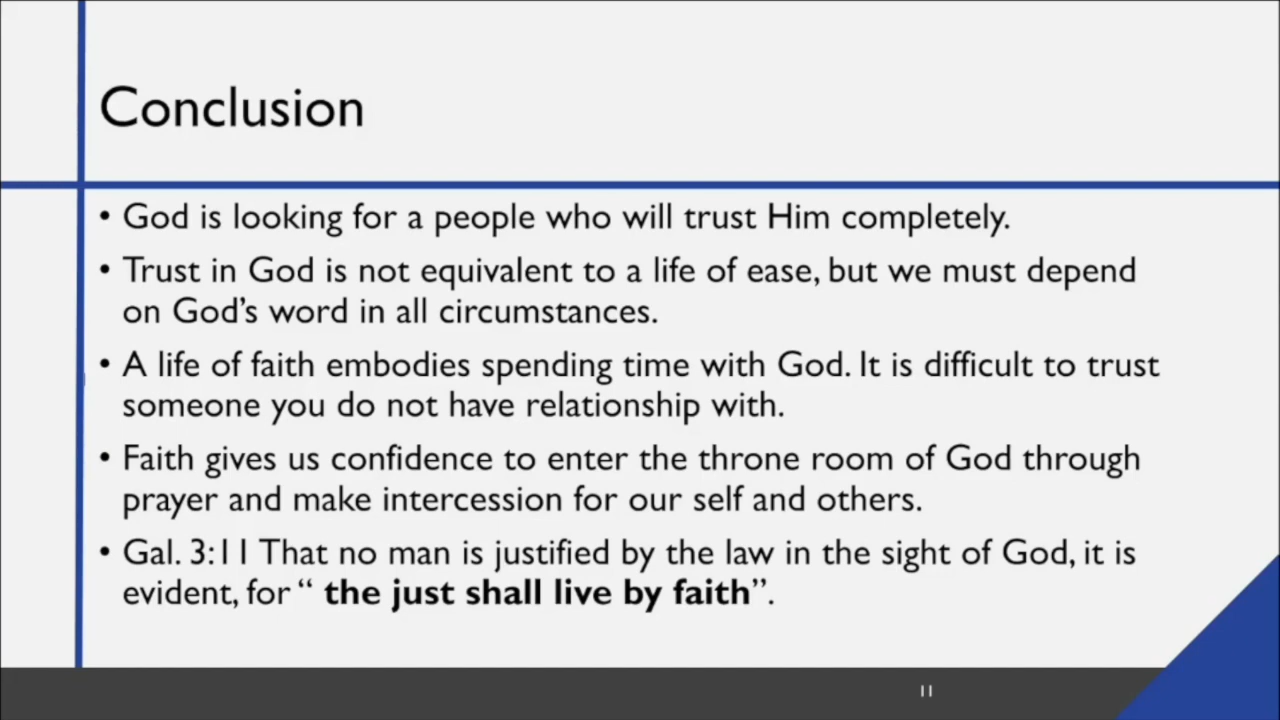 Conclusion
• God is looking for a people who will trust Him completely.
• Trust in God is not equivalent to a life of ease, but we must depend
on God’s word in all circumstances.
• A life of faith embodies spending time with God. It is difficult to trust
someone you do not have relationship with.
• Faith gives us confidence to enter the throne room of God through
prayer and make intercession for our self and others.
• Gal. 3:11 That no man is justified by the law in the sight of God, it is
evident, for “ the just shall live by faith”.
11